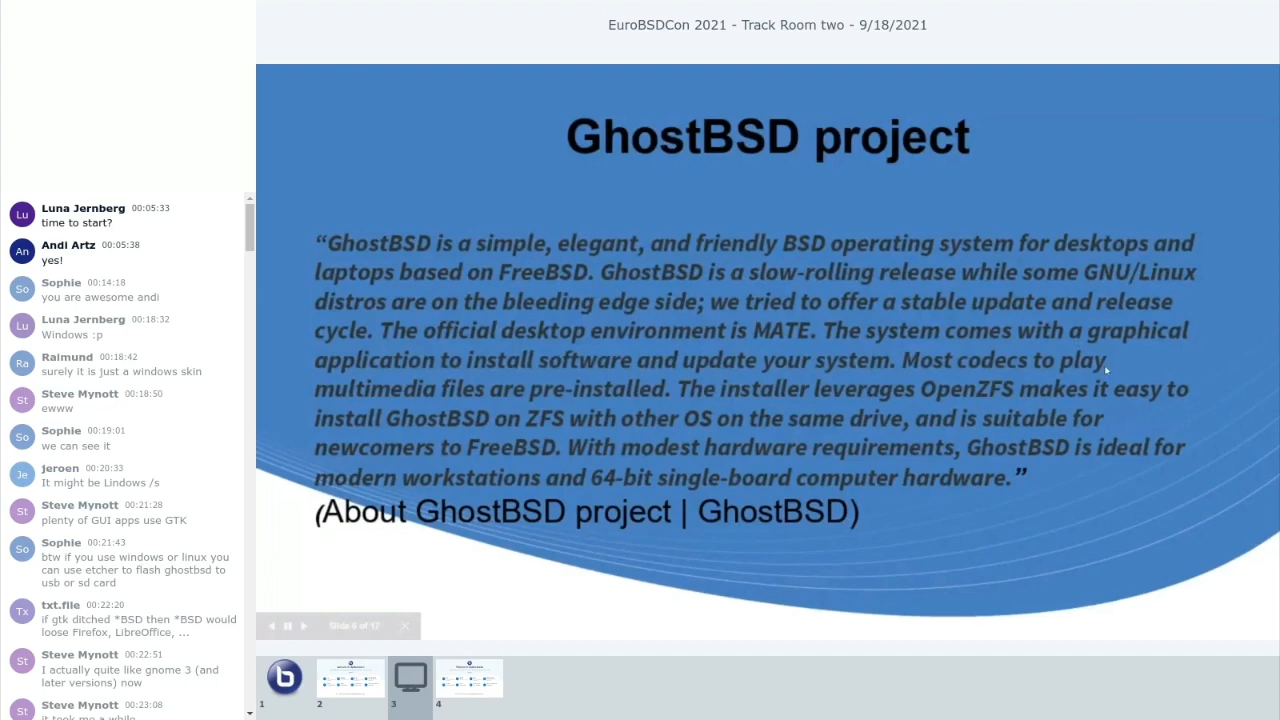 EuroBSDCon 2021 - Track Room two - 9/18/2021
Lu
Luna Jernberg 00:05:33
time to start?
An
Andi Artz 00:05:38
yes!
So
Sophie 00:14:18
you are awesome andi
Lu
Luna Jernberg 00:18:32
Windows :p
Ra
Raimund 00:18:42
surely it is just a windows skin
St
Steve Mynott 00:18:50
ewww
So
Sophie 00:19:01
we can see it
Je
jeroen 00:20:33
It might be Lindows /s
St
Steve Mynott 00:21:28
plenty of GUI apps use GTK
So
Sophie 00:21:43
btw if you use windows or linux you
can use etcher to flash ghostbsd to
usb or sd card
Tx
txt.file 00:22:20
if gtk ditched *BSD then *BSD would
loose Firefox, LibreOffice, ...
St
Steve Mynott 00:22:51
I actually quite like gnome 3 (and
later versions) now
St
Steve Mynott 00:23:08
it took me a while
GhostBSD project
“GhostBSD is a simple, elegant, and friendly BSD operating system for desktops and
laptops based on FreeBSD. GhostBSD is a slow-rolling release while some GNU/Linux
distros are on the bleeding edge side; we tried to offer a stable update and release
cycle. The official desktop environment is MATE. The system comes with a graphical
application to install software and update your system. Most codecs to play
multimedia files are pre-installed. The installer leverages OpenZFS makes it easy to
install GhostBSD on ZFS with other OS on the same drive, and is suitable for
newcomers to FreeBSD. With modest hardware requirements, GhostBSD is ideal for
modern workstations and 64-bit single-board computer hardware.”
(About GhostBSD project | GhostBSD)
Slide 6 of 17
b
1
2
3
4